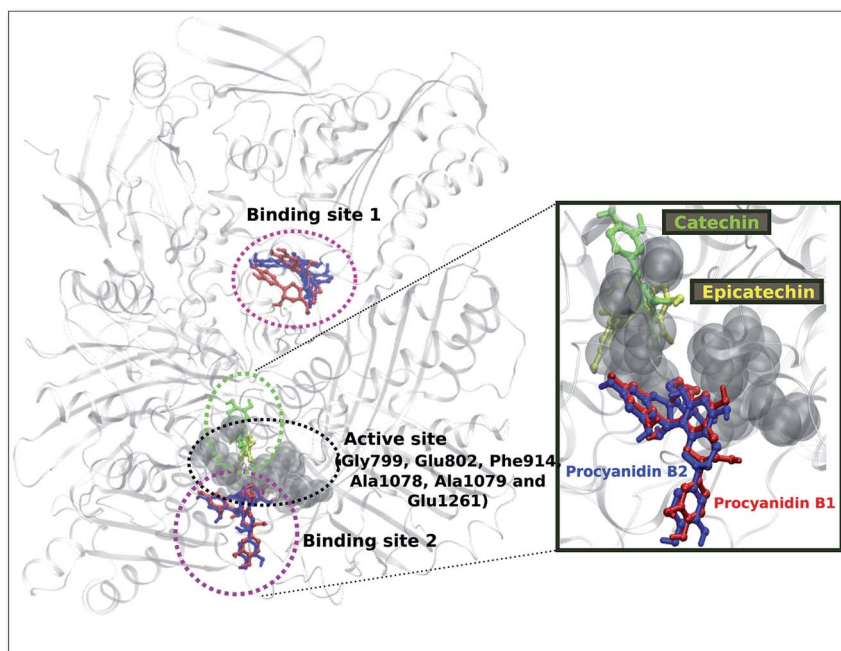 Binding site 1
Active site
(Gly799, Glu802, Phe914,
Ala1078, Ala1079 and
Glu1261)
Binding site 2
Catechin
Epicatechin
Procyanidin B2
Procyanidin B1